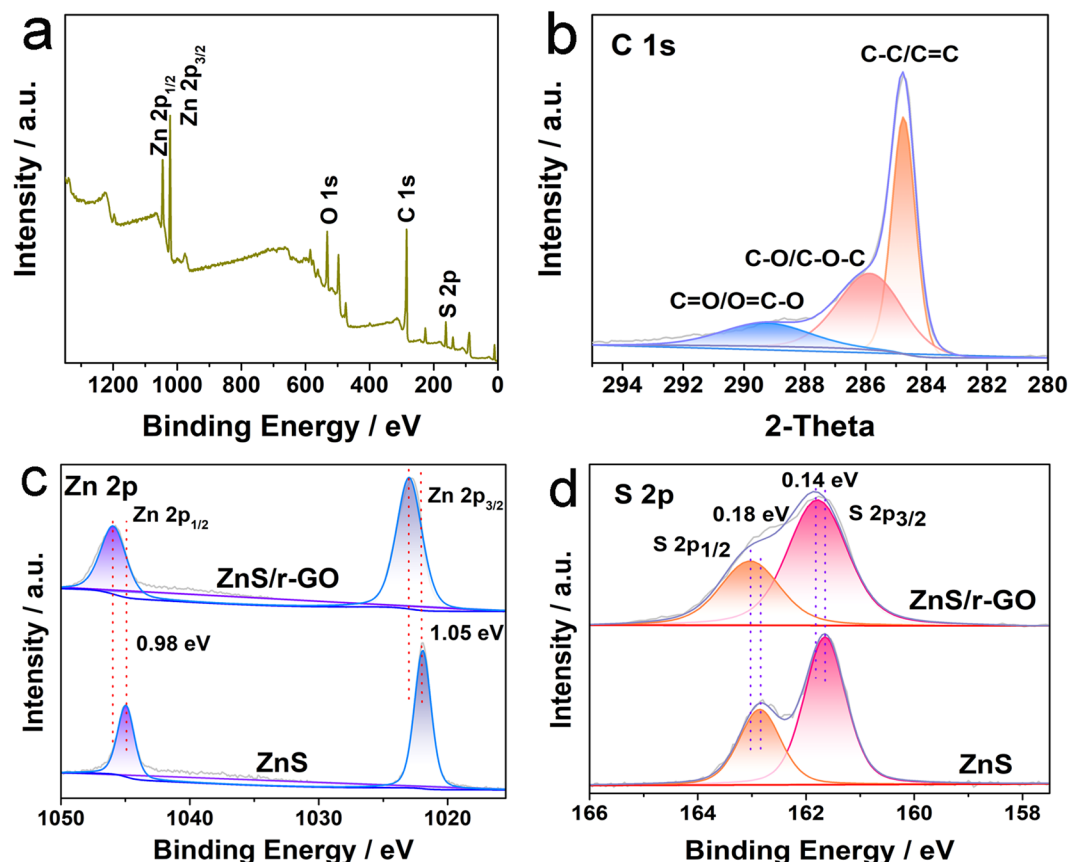 a
Intensity / a.u.
Zn 2p1/2
Zn 2p3/2
O 1s
C 1s
S 2p
1200 1000 800 600 400 200 0
Binding Energy / eV
b
C 1s
Intensity / a.u.
C-C/C=C
C-O/C-O-C
C=O/O=C-O
294 292 290 288 286 284 282 280
2-Theta
c
Zn 2p
Intensity / a.u.
Zn 2p1/2
Zn 2p3/2
ZnS/r-GO
0.98 eV
1.05 eV
ZnS
1050 1040 1030 1020
Binding Energy / eV
d
S 2p
Intensity / a.u.
0.14 eV
0.18 eV
S 2p1/2
S 2p3/2
ZnS/r-GO
ZnS
166 164 162 160 158
Binding Energy / eV